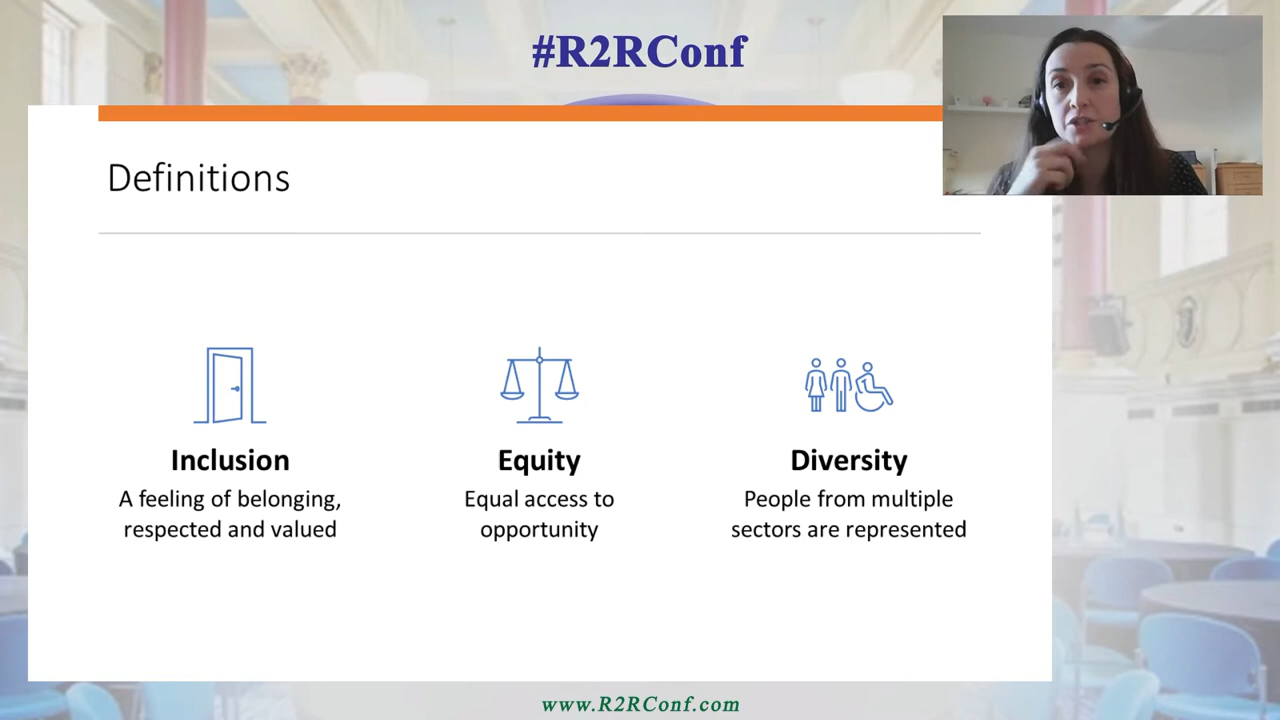 #R2RConf
Definitions
Inclusion
A feeling of belonging,
respected and valued
Equity
Equal access to
opportunity
Diversity
People from multiple
sectors are represented
www.R2RConf.com